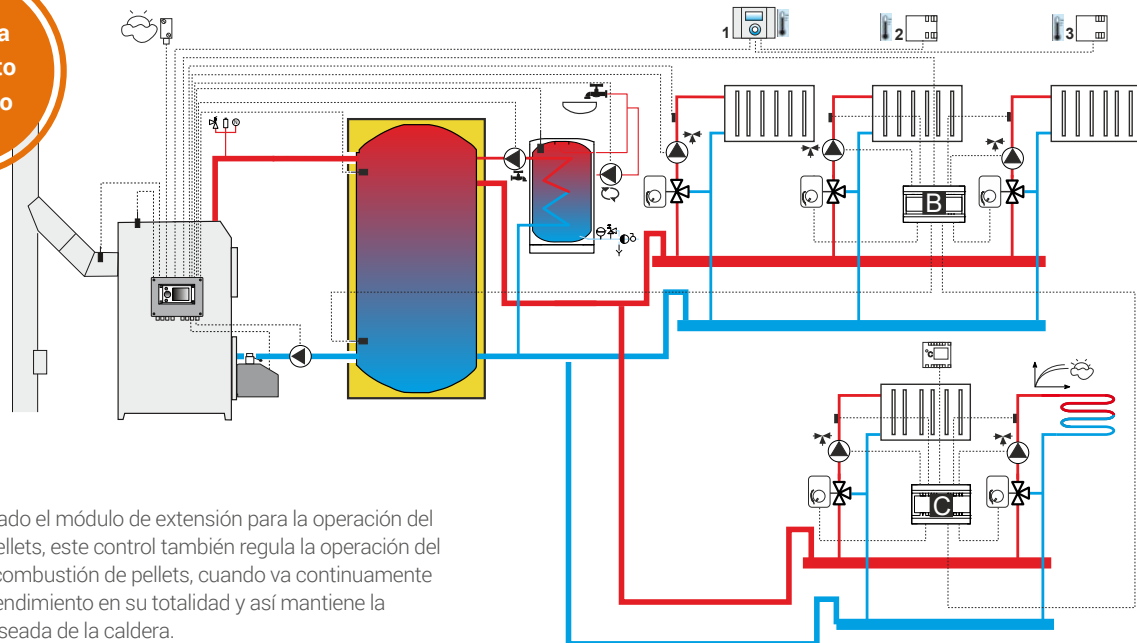 a
to
o
1
2
3
B
°C
C
ado el módulo de extensión para la operación del
ellets, este control también regula la operación del
combustión de pellets, cuando va continuamente
endimiento en su totalidad y así mantiene la
seada de la caldera.